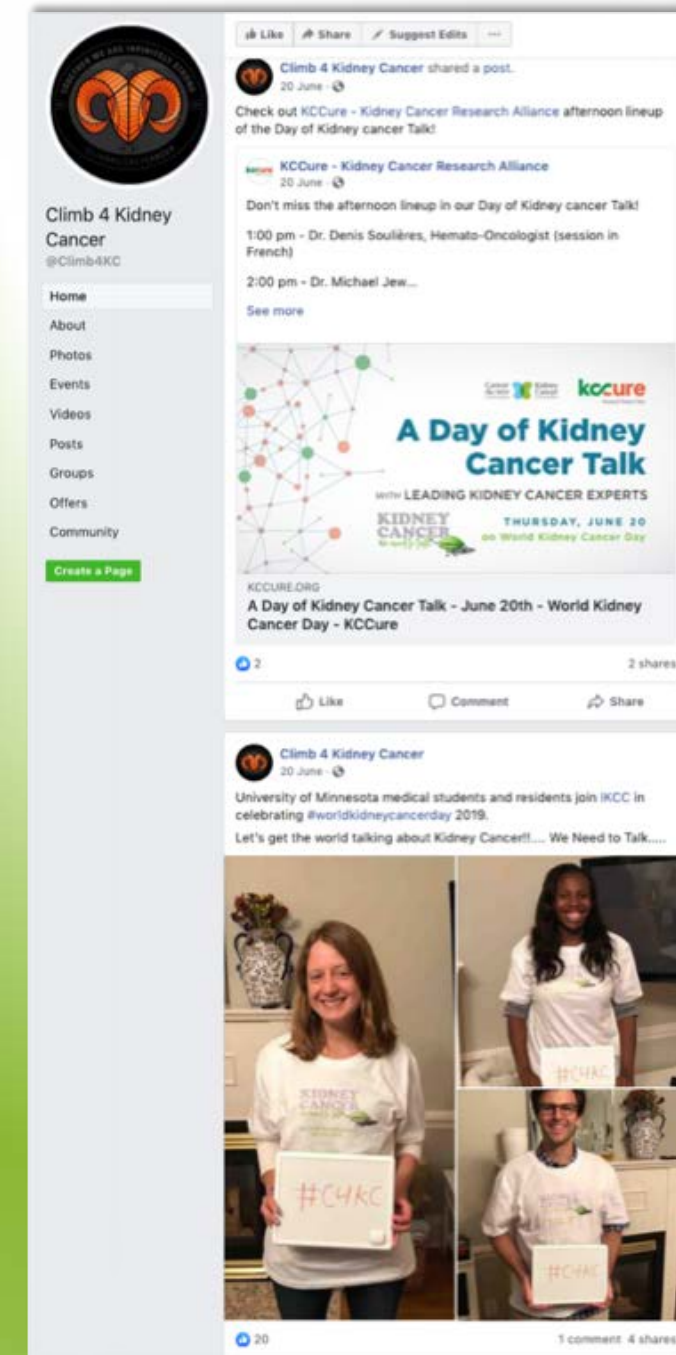 TOGETHER WE ARE INFINITELY STRONG
Climb 4 Kidney
Cancer
@Climb4KC
Home
About
Photos
Events
Videos
Posts
Groups
Offers
Community
Create a Page
Like Share Suggest Edits ...
Climb 4 Kidney Cancer shared a post.
20 June ·
Check out KCCure - Kidney Cancer Research Alliance afternoon lineup
of the Day of Kidney cancer Talk!
kccure
KCCure - Kidney Cancer Research Alliance
20 June ·
Don't miss the afternoon lineup in our Day of Kidney cancer Talk!
1:00 pm - Dr. Denis Soulières, Hemato-Oncologist (session in
French)
2:00 pm - Dr. Michael Jew...
See more
kccure
A Day of Kidney
Cancer Talk
WITH LEADING KIDNEY CANCER EXPERTS
KIDNEY
CANCER
THURSDAY, JUNE 20
on World Kidney Cancer Day
KCCURE.ORG
A Day of Kidney Cancer Talk - June 20th - World Kidney
Cancer Day - KCCure
2
2 shares
Like Comment Share
Climb 4 Kidney Cancer
20 June ·
University of Minnesota medical students and residents join IKCC in
celebrating #worldkidneycancerday 2019.
Let's get the world talking about Kidney Cancer!!.... We Need to Talk.....
KIDNEY
CANCER
#C4KC
#C4KC
#C4KC
20
1 comment 4 shares